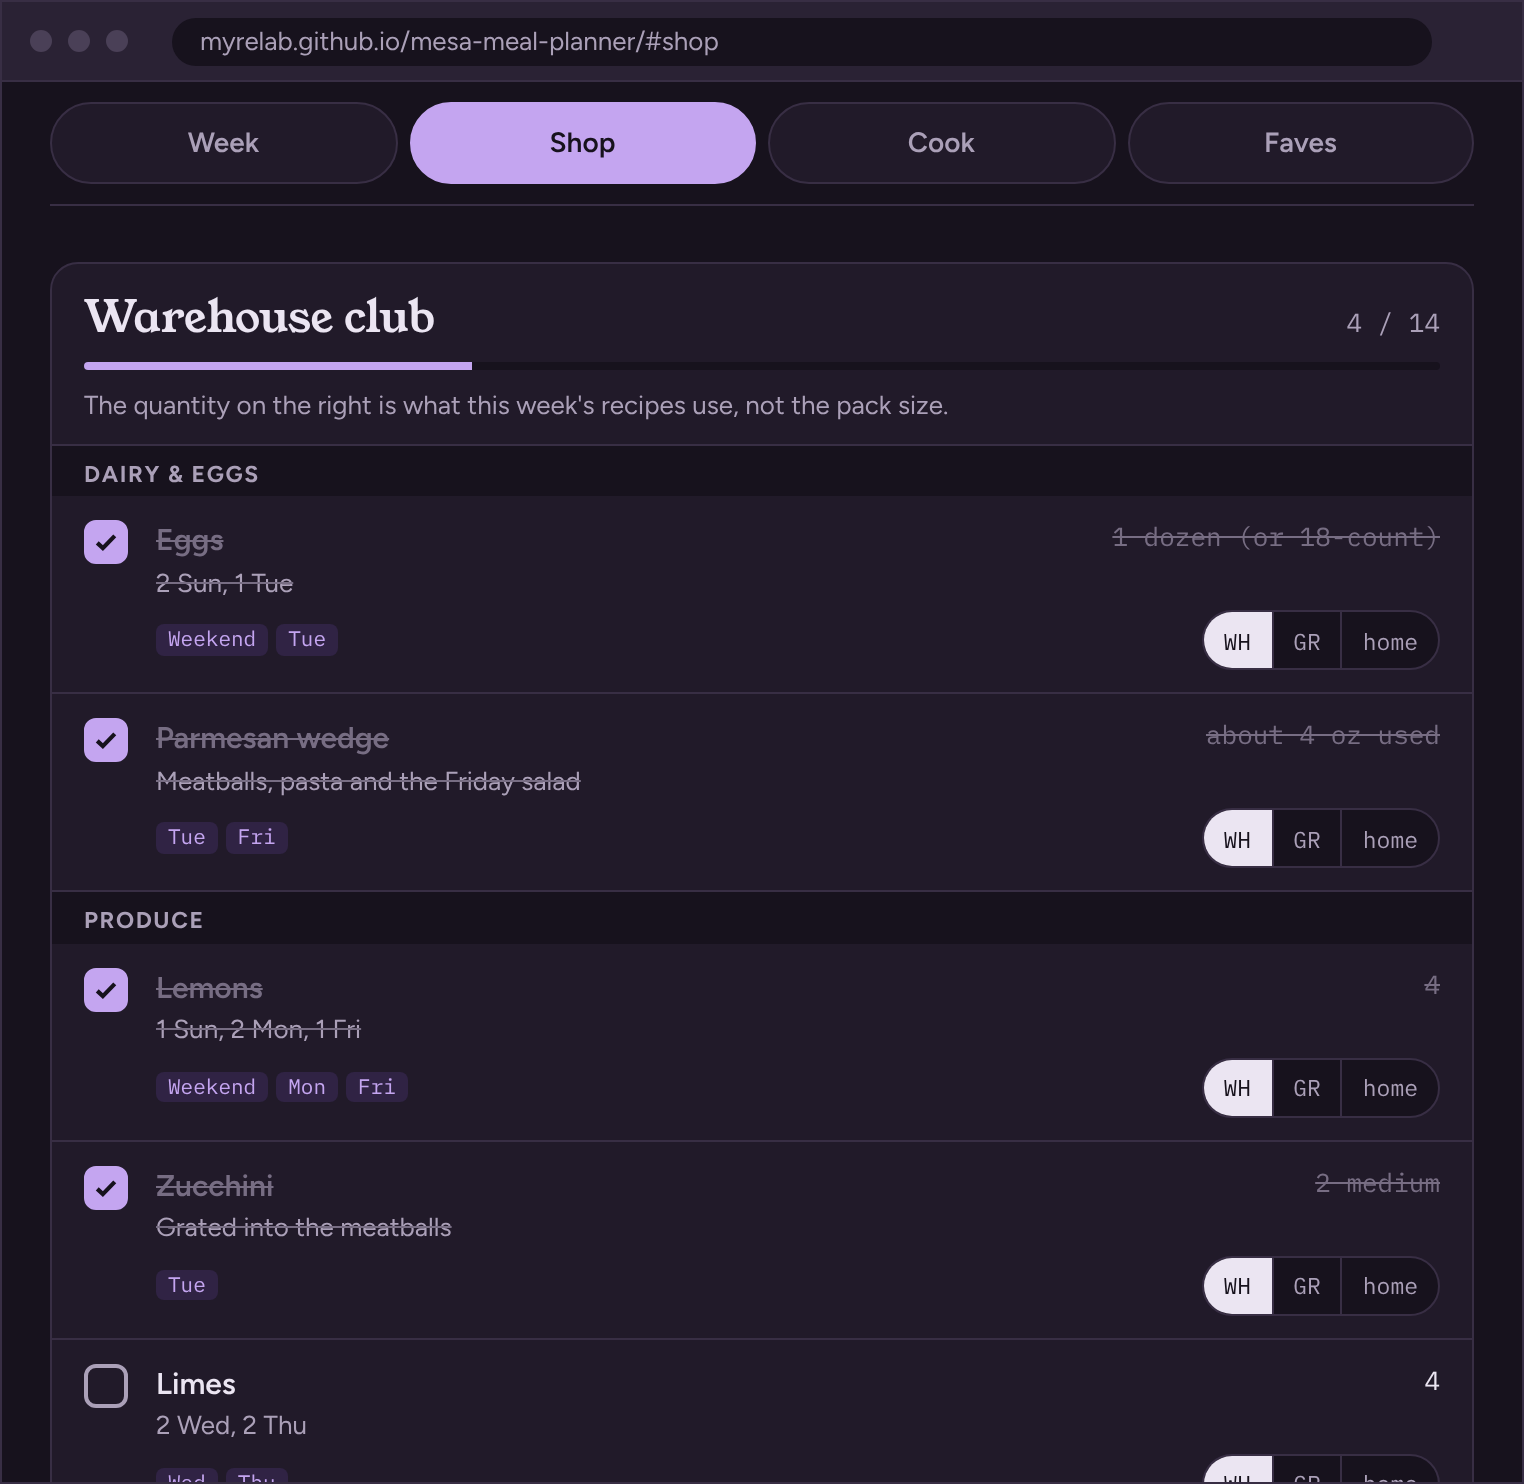 myrelab.github.io/mesa-meal-planner/#shop
Week Shop Cook Faves
Warehouse club 4 / 14
The quantity on the right is what this week's recipes use, not the pack size.
DAIRY & EGGS
Eggs 1 dozen (or 18-count)
2 Sun, 1 Tue
Weekend Tue WH GR home
Parmesan wedge about 4 oz used
Meatballs, pasta and the Friday salad
Tue Fri WH GR home
PRODUCE
Lemons 4
1 Sun, 2 Mon, 1 Fri
Weekend Mon Fri WH GR home
Zucchini 2 medium
Grated into the meatballs
Tue WH GR home
Limes 4
2 Wed, 2 Thu
Wed Thu WH GR home